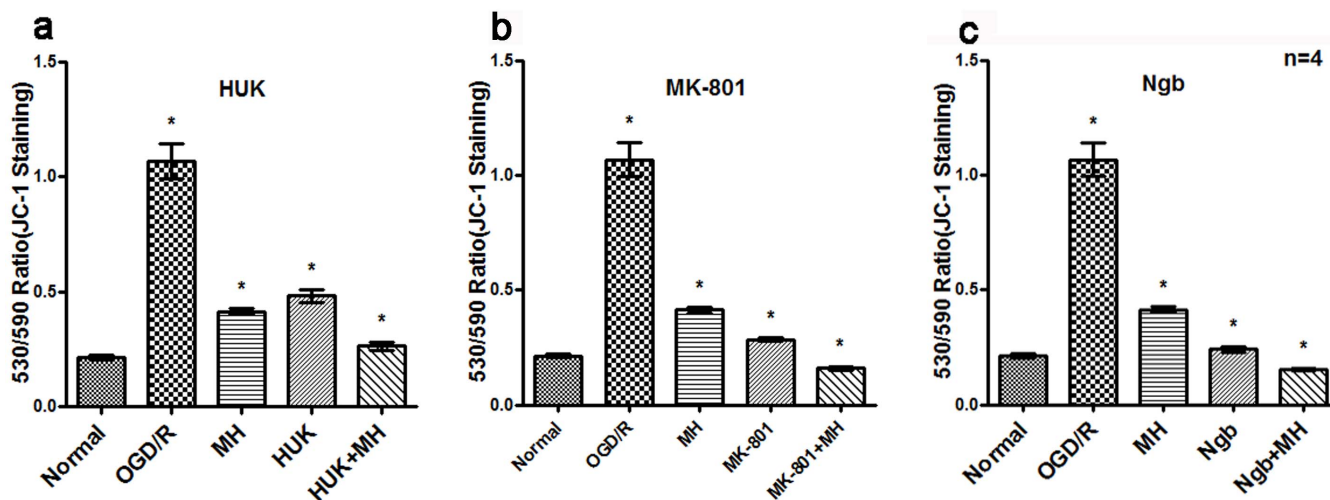 a
HUK
530/590 Ratio(JC-1 Staining)
1.5
1.0
0.5
0.0
*
*
*
*
Normal
OGD/R
MH
HUK
HUK+MH
b
MK-801
530/590 Ratio(JC-1 Staining)
1.5
1.0
0.5
0.0
*
*
*
*
Normal
OGD/R
MH
MK-801
MK-801+MH
c
Ngb
n=4
530/590 Ratio(JC-1 Staining)
1.5
1.0
0.5
0.0
*
*
*
*
Normal
OGD/R
MH
Ngb
Ngb+MH